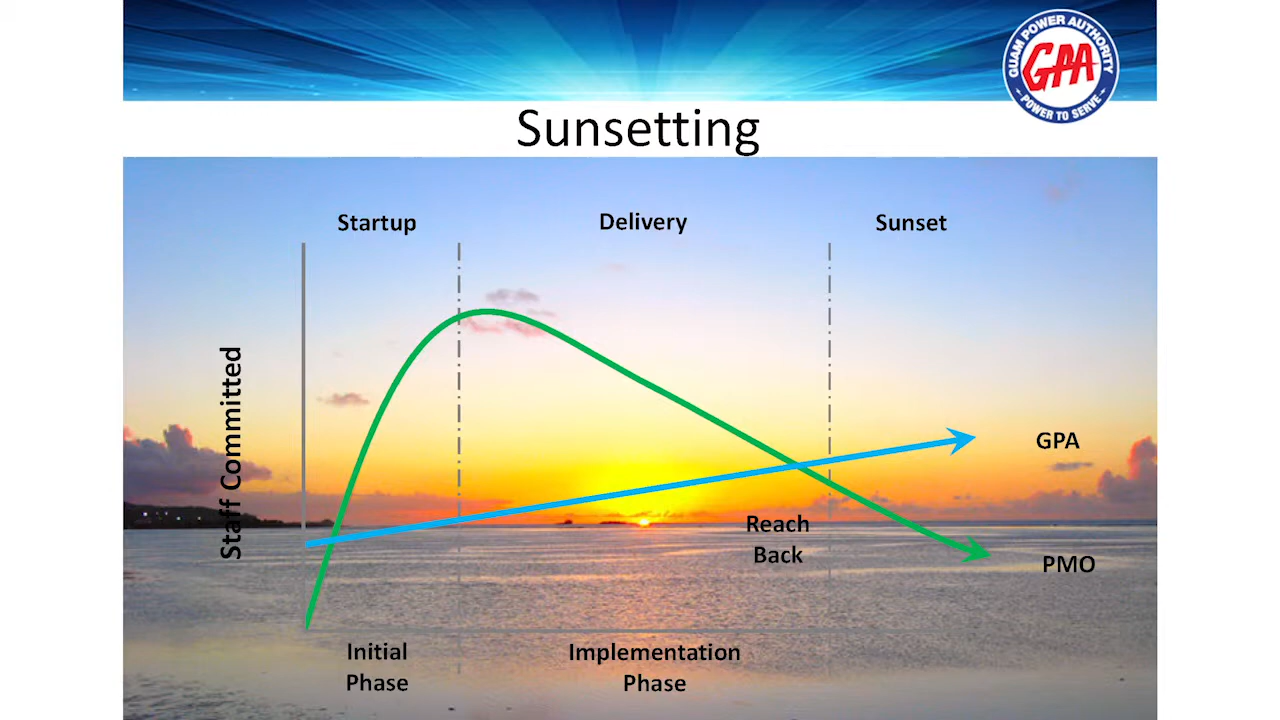 GUAM POWER AUTHORITY
GPA
POWER TO SERVE
Sunsetting
Startup
Delivery
Sunset
Staff Committed
GPA
Reach
Back
PMO
Initial
Phase
Implementation
Phase